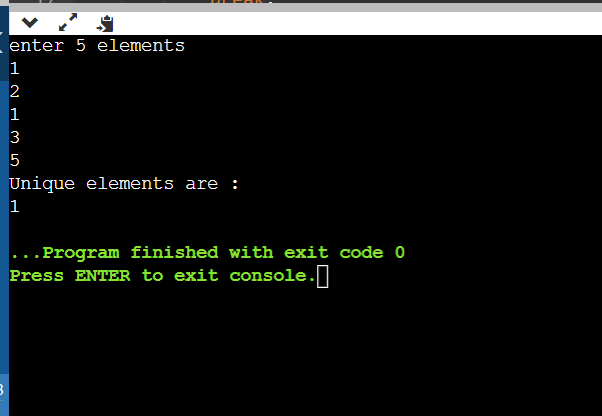 enter 5 elements
1
2
1
3
5
Unique elements are :
1
...Program finished with exit code 0
Press ENTER to exit console.